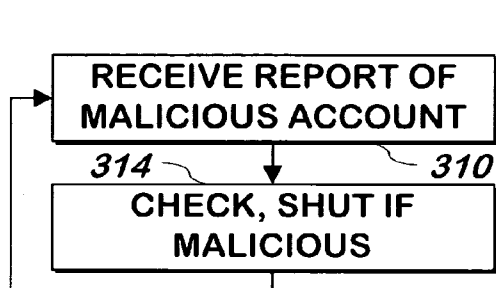 RECEIVE REPORT OF
MALICIOUS ACCOUNT
314
310
CHECK, SHUT IF
MALICIOUS